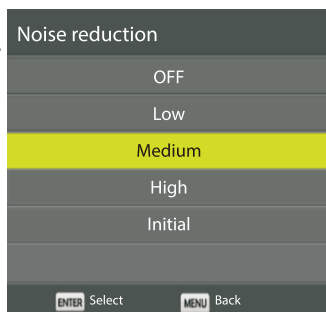 Noise reduction
OFF
Low
Medium
High
Initial
ENTER Select MENU Back